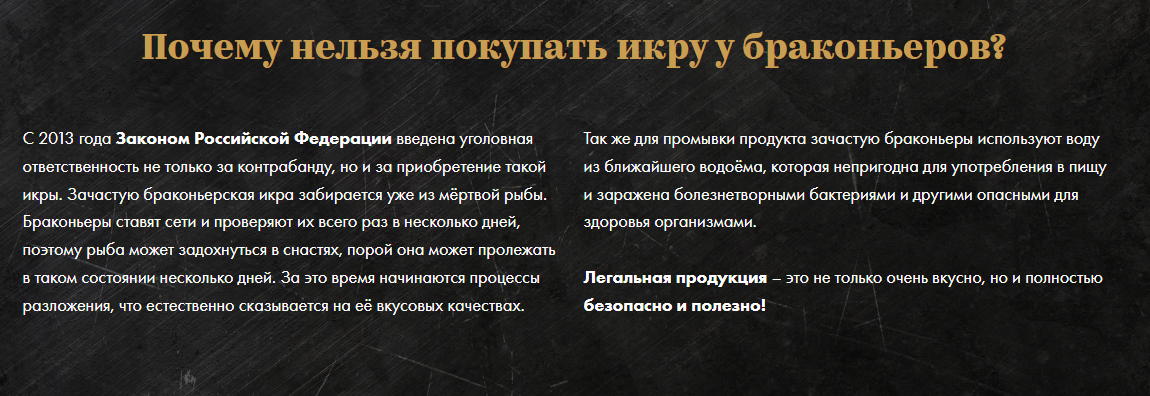 Почему нельзя покупать икру у браконьеров?
С 2013 года Законом Российской Федерации введена уголовная
ответственность не только за контрабанду, но и за приобретение такой
икры. Зачастую браконьерская икра забирается уже из мёртвой рыбы.
Браконьеры ставят сети и проверяют их всего раз в несколько дней,
поэтому рыба может задохнуться в снастях, порой она может пролежать
в таком состоянии несколько дней. За это время начинаются процессы
разложения, что естественно сказывается на её вкусовых качествах.
Так же для промывки продукта зачастую браконьеры используют воду
из ближайшего водоёма, которая непригодна для употребления в пищу
и заражена болезнетворными бактериями и другими опасными для
здоровья организмами.
Легальная продукция – это не только очень вкусно, но и полностью
безопасно и полезно!